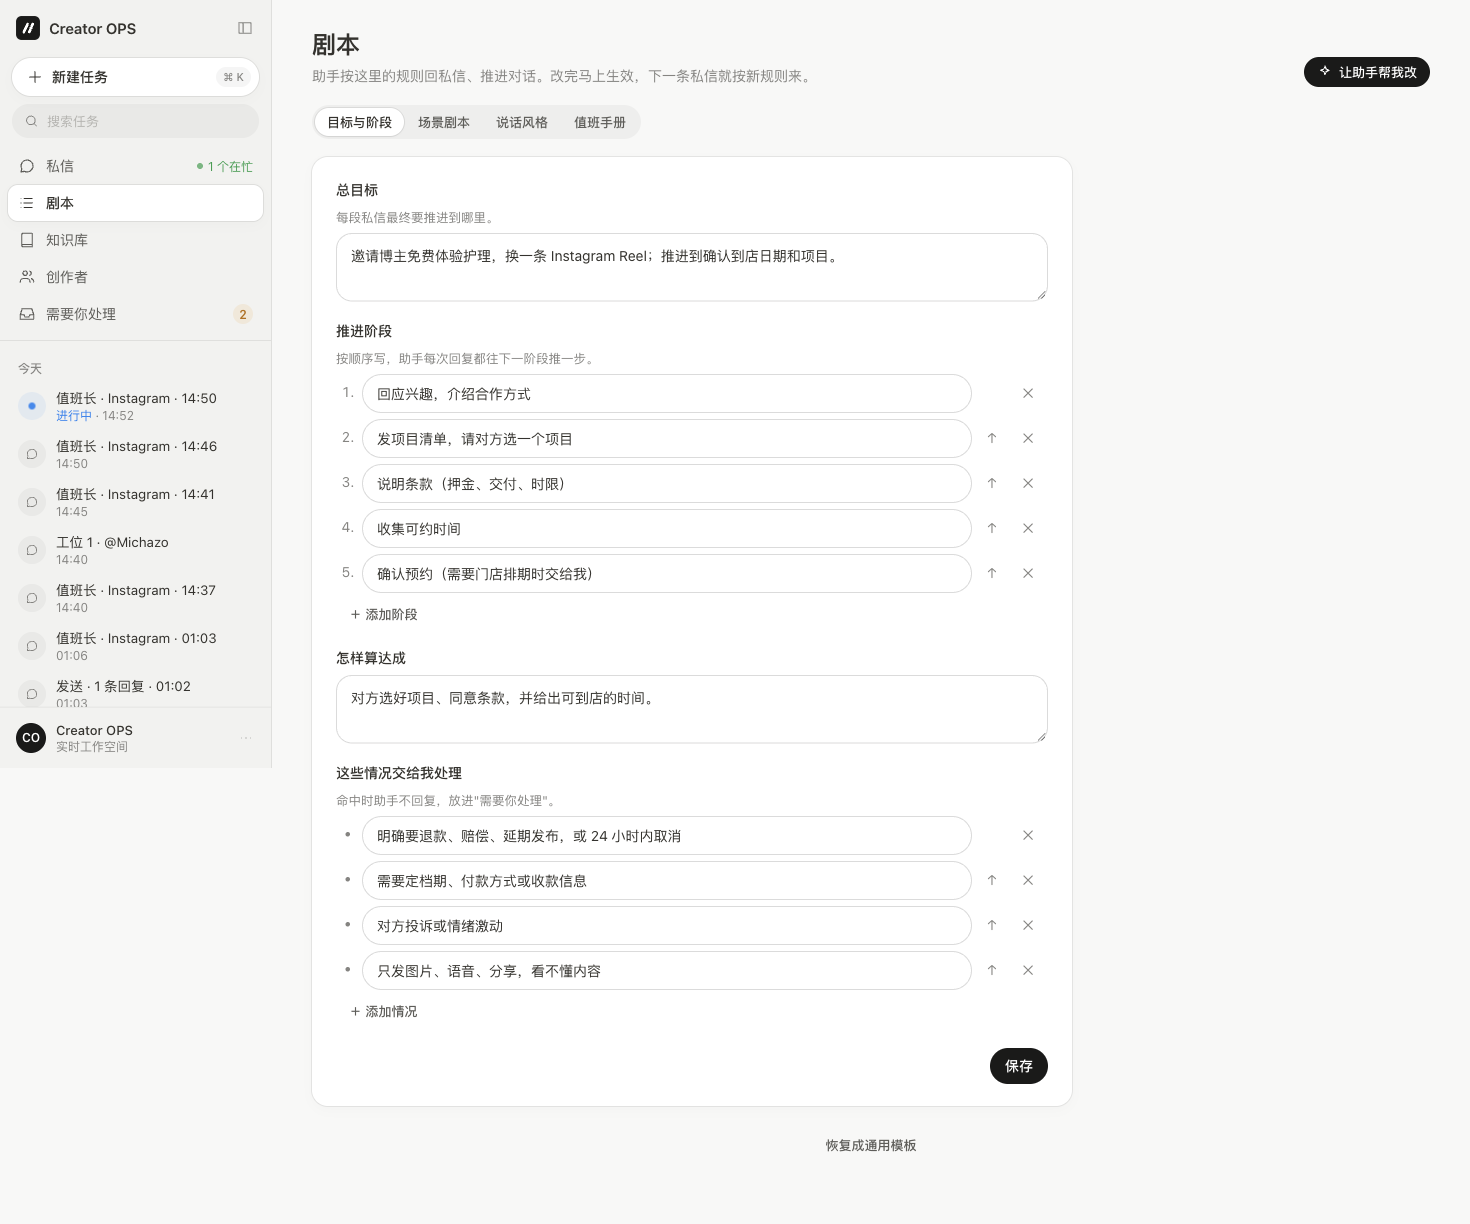 Creator OPS
新建任务
⌘ K
搜索任务
私信
1 个在忙
剧本
知识库
创作者
需要你处理
2
今天
值班长 · Instagram · 14:50
进行中 · 14:52
值班长 · Instagram · 14:46
14:50
值班长 · Instagram · 14:41
14:45
工位 1 · @Michazo
14:40
值班长 · Instagram · 14:37
14:40
值班长 · Instagram · 01:03
01:06
发送 · 1 条回复 · 01:02
01:03
CO
Creator OPS
实时工作空间
剧本
助手按这里的规则回私信、推进对话。改完马上生效，下一条私信就按新规则来。
让助手帮我改
目标与阶段
场景剧本
说话风格
值班手册
总目标
每段私信最终要推进到哪里。
邀请博主免费体验护理，换一条 Instagram Reel；推进到确认到店日期和项目。
推进阶段
按顺序写，助手每次回复都往下一阶段推一步。
1. 回应兴趣，介绍合作方式
2. 发项目清单，请对方选一个项目
3. 说明条款（押金、交付、时限）
4. 收集可约时间
5. 确认预约（需要门店排期时交给我）
+ 添加阶段
怎样算达成
对方选好项目、同意条款，并给出可到店的时间。
这些情况交给我处理
命中时助手不回复，放进"需要你处理"。
• 明确要退款、赔偿、延期发布，或 24 小时内取消
• 需要定档期、付款方式或收款信息
• 对方投诉或情绪激动
• 只发图片、语音、分享，看不懂内容
+ 添加情况
保存
恢复成通用模板